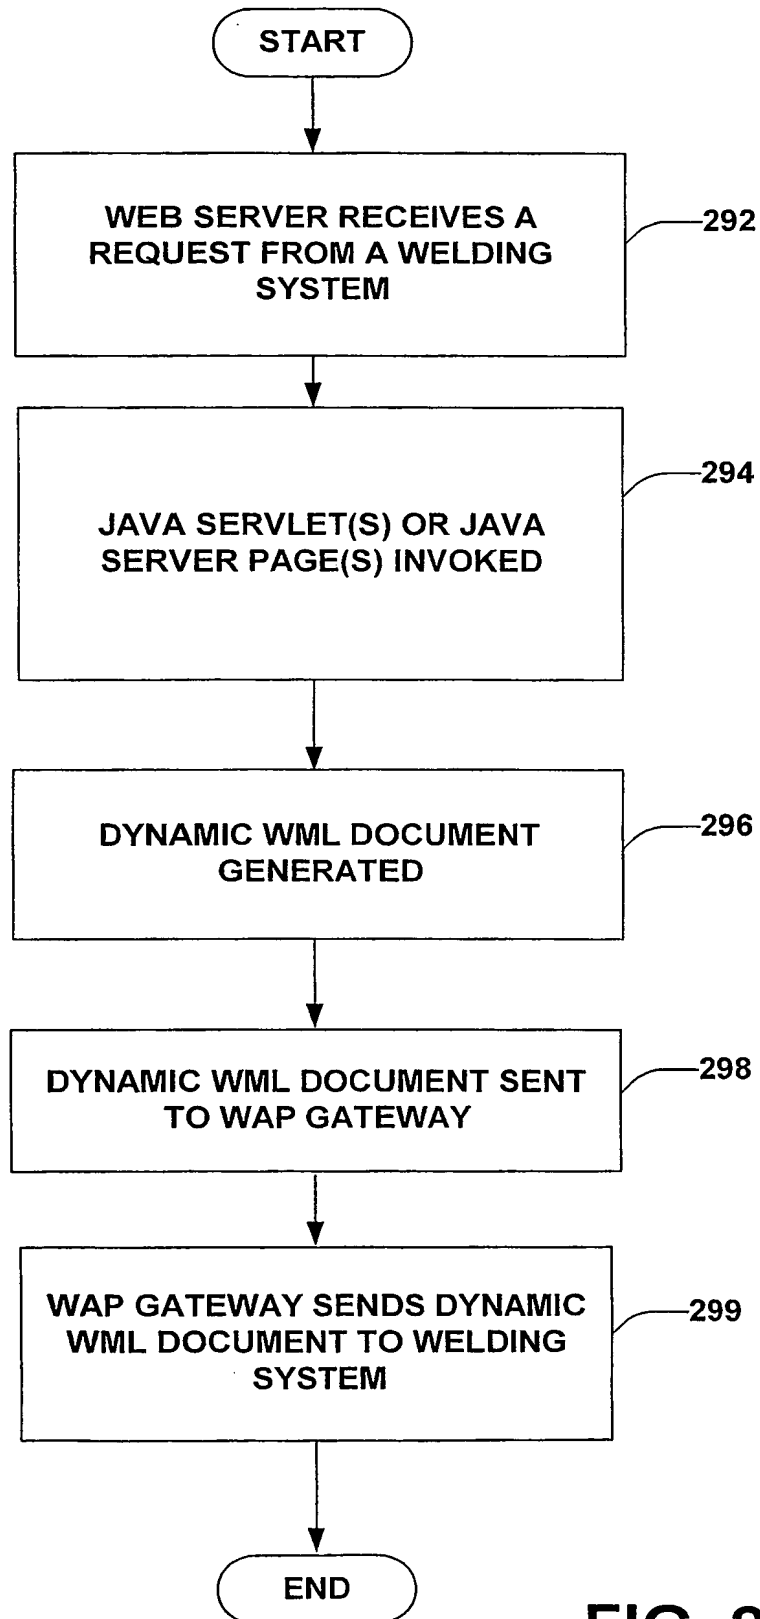 START
WEB SERVER RECEIVES A
REQUEST FROM A WELDING
SYSTEM
292
JAVA SERVLET(S) OR JAVA
SERVER PAGE(S) INVOKED
294
DYNAMIC WML DOCUMENT
GENERATED
296
DYNAMIC WML DOCUMENT SENT
TO WAP GATEWAY
298
WAP GATEWAY SENDS DYNAMIC
WML DOCUMENT TO WELDING
SYSTEM
299
END